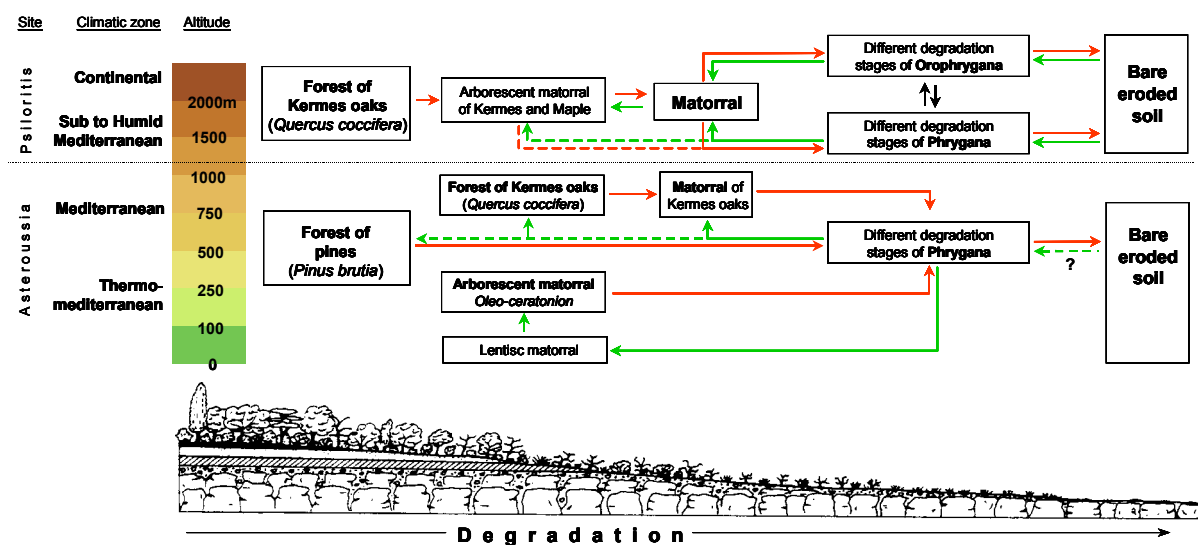 Site Climatic zone Altitude
Psiloritis
Continental
Sub to Humid
Mediterranean
2000m
1500
1000
750
500
250
100
0
Forest of
Kermes oaks
(Quercus coccifera)
Arborescent matorral
of Kermes and Maple
Matorral
Different degradation
stages of Orophrygana
Different degradation
stages of Phrygana
Bare
eroded
soil
Asteroussia
Mediterranean
Thermo-
mediterranean
Forest of
pines
(Pinus brutia)
Forest of Kermes oaks
(Quercus coccifera)
Matorral of
Kermes oaks
Arborescent matorral
Oleo-ceratonion
Lentisc matorral
Different degradation
stages of Phrygana
?
Bare
eroded
soil
Degradation